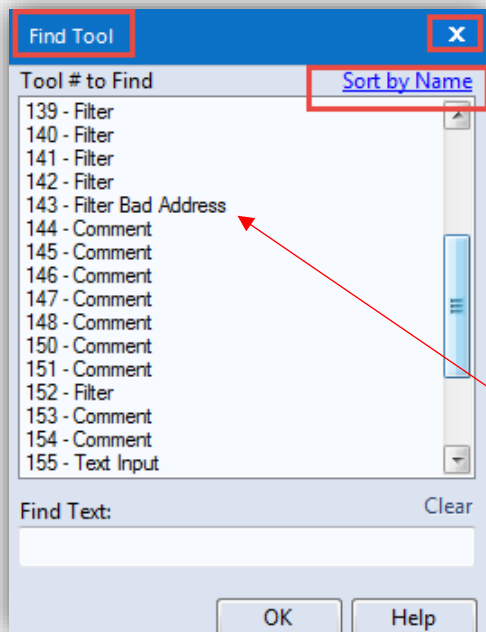 Find Tool x
Tool # to Find Sort by Name
139 - Filter
140 - Filter
141 - Filter
142 - Filter
143 - Filter Bad Address
144 - Comment
145 - Comment
146 - Comment
147 - Comment
148 - Comment
150 - Comment
151 - Comment
152 - Filter
153 - Comment
154 - Comment
155 - Text Input
Find Text: Clear
OK Help